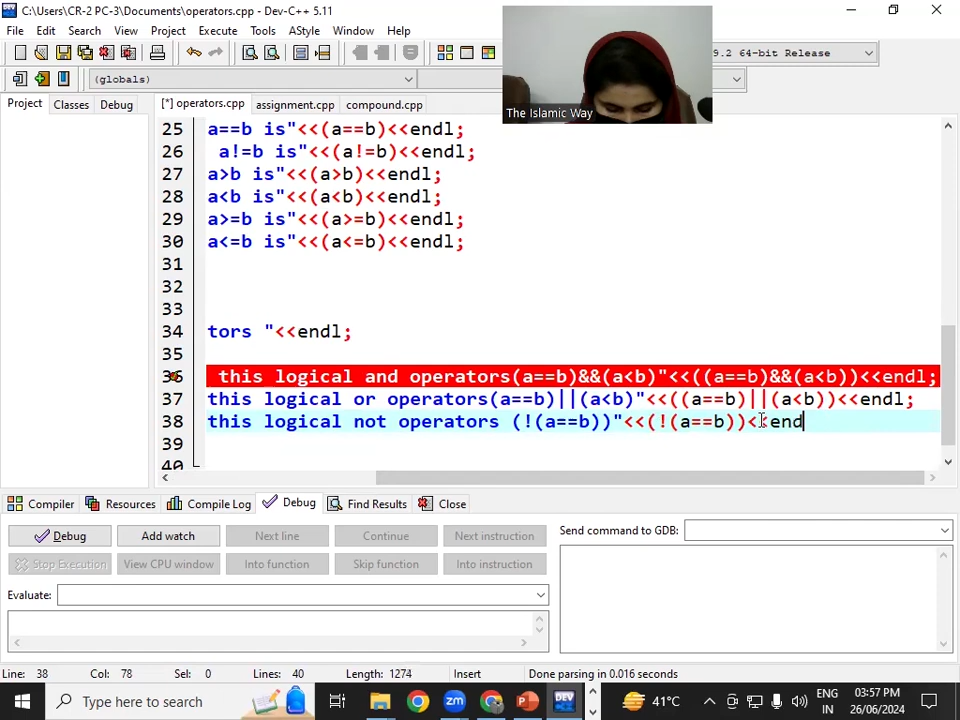 C:\Users\CR-2 PC-3\Documents\operators.cpp - Dev-C++ 5.11
File Edit Search View Project Execute Tools AStyle Window Help
9.2 64-bit Release
(globals)
The Islamic Way
Project Classes Debug [*] operators.cpp assignment.cpp compound.cpp
25 a==b is"<<(a==b)<<endl;
26 a!=b is"<<(a!=b)<<endl;
27 a>b is"<<(a>b)<<endl;
28 a<b is"<<(a<b)<<endl;
29 a>=b is"<<(a>=b)<<endl;
30 a<=b is"<<(a<=b)<<endl;
31
32
33
34 tors "<<endl;
35
36 this logical and operators(a==b)&&(a<b)"<<((a==b)&&(a<b))<<endl;
37 this logical or operators(a==b)||(a<b)"<<((a==b)||(a<b))<<endl;
38 this logical not operators (!(a==b))"<<(!(a==b))<<end
39
40
Compiler Resources Compile Log Debug Find Results Close
Debug Add watch Next line Continue Next instruction
Send command to GDB:
Stop Execution View CPU window Into function Skip function Into instruction
Evaluate:
Line: 38 Col: 78 Sel: 0 Lines: 40 Length: 1274 Insert Done parsing in 0.016 seconds
Type here to search
DEV
41°C
ENG
IN
03:57 PM
26/06/2024